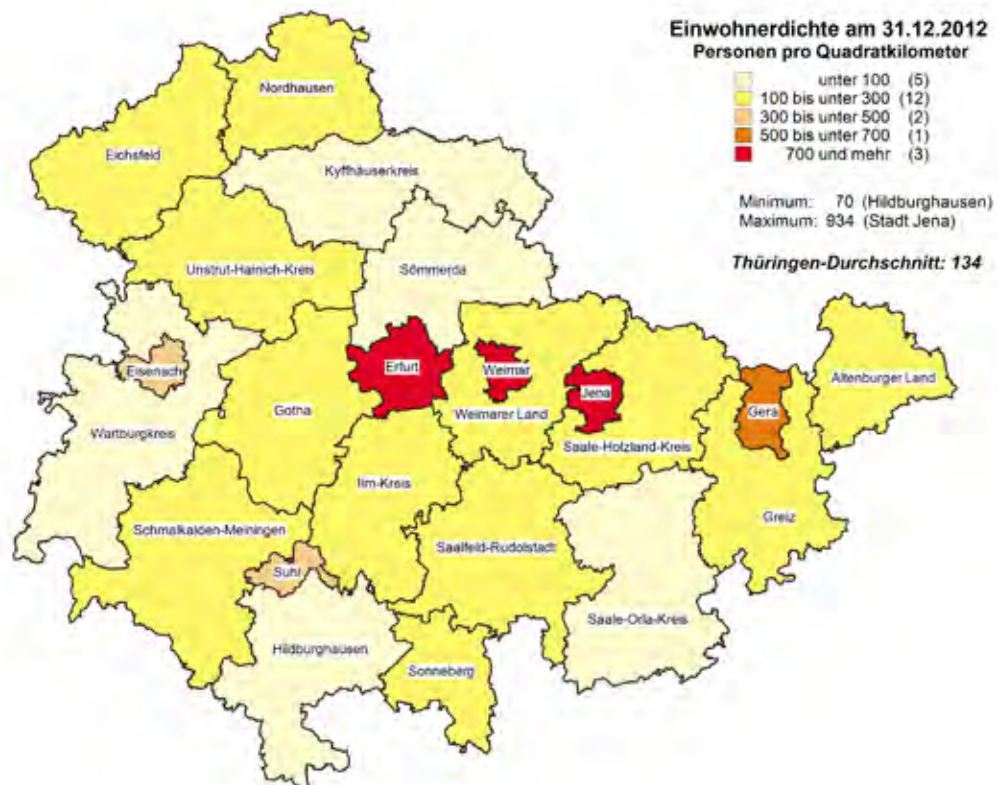 Einwohnerdichte am 31.12.2012
Personen pro Quadratkilometer
unter 100 (5)
100 bis unter 300 (12)
300 bis unter 500 (2)
500 bis unter 700 (1)
700 und mehr (3)
Minimum: 70 (Hildburghausen)
Maximum: 934 (Stadt Jena)
Thüringen-Durchschnitt: 134
Nordhausen
Eichsfeld
Kyffhäuserkreis
Unstrut-Hainich-Kreis
Sömmerda
Eisenach
Erfurt
Weimar
Jena
Altenburger Land
Gotha
Weimarer Land
Gera
Wartburgkreis
Saale-Holzland-Kreis
Ilm-Kreis
Greiz
Schmalkalden-Meiningen
Saalfeld-Rudolstadt
Suhl
Saale-Orla-Kreis
Hildburghausen
Sonneberg